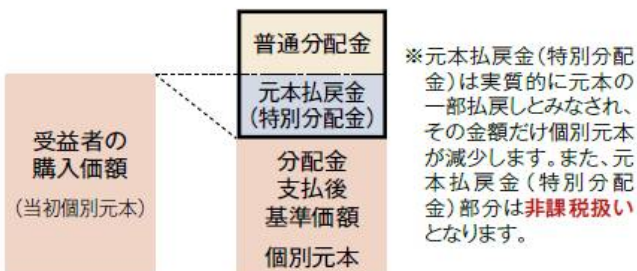 受益者の
購入価額
(当初個別元本)
普通分配金
元本払戻金
(特別分配金)
分配金
支払後
基準価額
個別元本
※元本払戻金(特別分配
金)は実質的に元本の
一部払戻しとみなされ、
その金額だけ個別元本
が減少します。また、元
本払戻金(特別分配
金)部分は非課税扱い
となります。